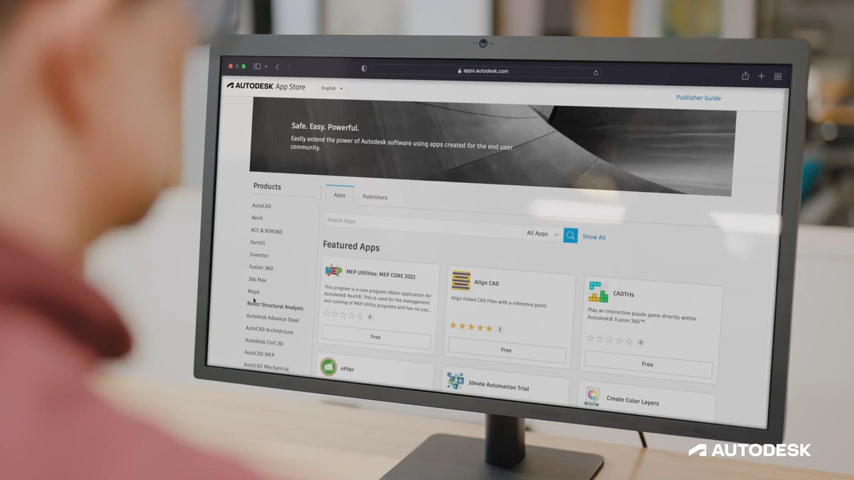 apps.autodesk.com
AUTODESK App Store
English
Publisher Guide
Safe. Easy. Powerful.
Easily extend the power of Autodesk software using apps created for the end user
community.
Products
AutoCAD
Revit
ACC & BIM360
FormIt
Inventor
Fusion 360
3ds Max
Maya
Robot Structural Analysis
Autodesk Advance Steel
AutoCAD Architecture
Autodesk Civil 3D
AutoCAD MEP
AutoCAD Mechanical
Apps
Publishers
Search Apps
All Apps
Show All
Featured Apps
MEP
MEP Utilities: MEP CORE 2021
This program is a core program ribbon application for
Autodesk® Revit®. This is used for the management
and running of MEP Utility, programs and has no use...
0
Free
Align CAD
Align linked CAD Files with a reference point.
Free
CADTris
Play an interactive puzzle game directly within
Autodesk® Fusion 360™.
0
Free
eFiler
Ideate Automation Trial
Create Color Layers
AUTODESK